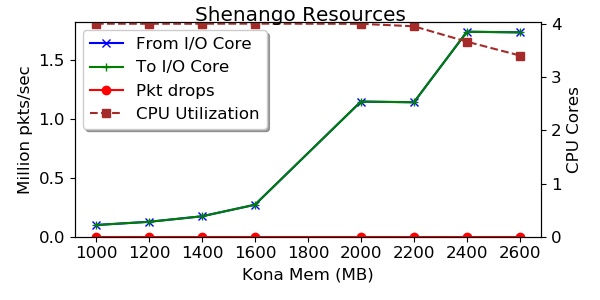 Shenango Resources
From I/O Core
To I/O Core
Pkt drops
CPU Utilization
Million pkts/sec
0.0
0.5
1.0
1.5
CPU Cores
0
1
2
3
4
1000 1200 1400 1600 1800 2000 2200 2400 2600
Kona Mem (MB)